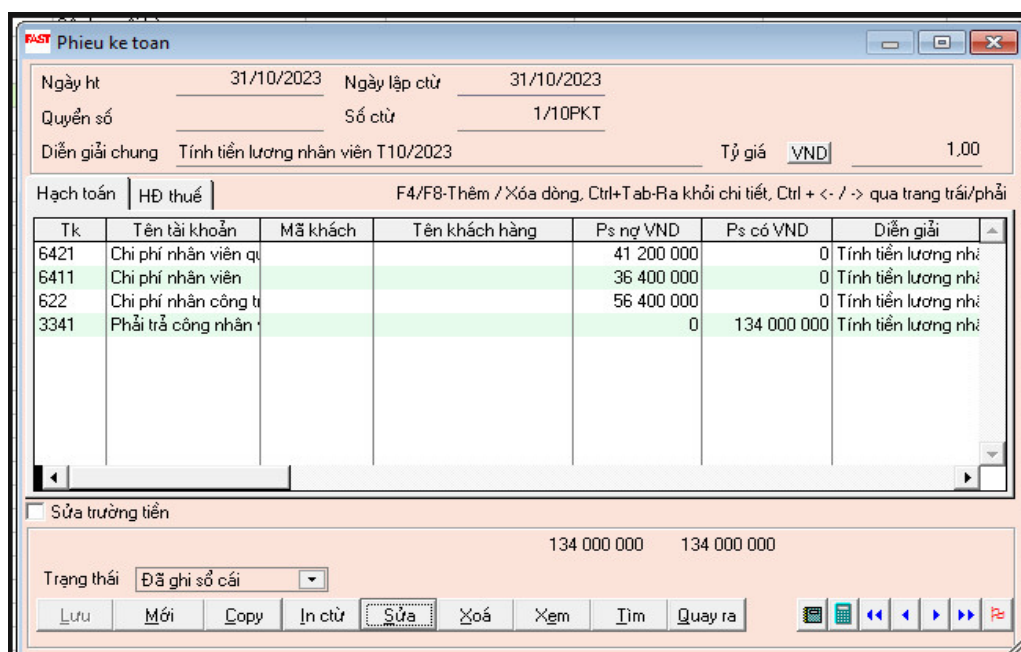 FAST Phieu ke toan
Ngày ht 31/10/2023 Ngày lập ctừ 31/10/2023
Quyển số Số ctừ 1/10PKT
Diễn giải chung Tính tiền lương nhân viên T10/2023 Tỷ giá VND 1,00
Hạch toán HĐ thuế F4/F8-Thêm / Xóa dòng, Ctrl+Tab-Ra khỏi chi tiết, Ctrl + <- / -> qua trang trái/phải
Tk Tên tài khoản Mã khách Tên khách hàng Ps nợ VND Ps có VND Diễn giải
6421 Chi phí nhân viên qu 41 200 000 0 Tính tiền lương nhâ
6411 Chi phí nhân viên 36 400 000 0 Tính tiền lương nhâ
622 Chi phí nhân công tr 56 400 000 0 Tính tiền lương nhâ
3341 Phải trả công nhân 0 134 000 000 Tính tiền lương nhâ
Sửa trường tiền
134 000 000 134 000 000
Trạng thái Đã ghi sổ cái
Lưu Mới Copy In ctừ Sửa Xoá Xem Tìm Quay ra